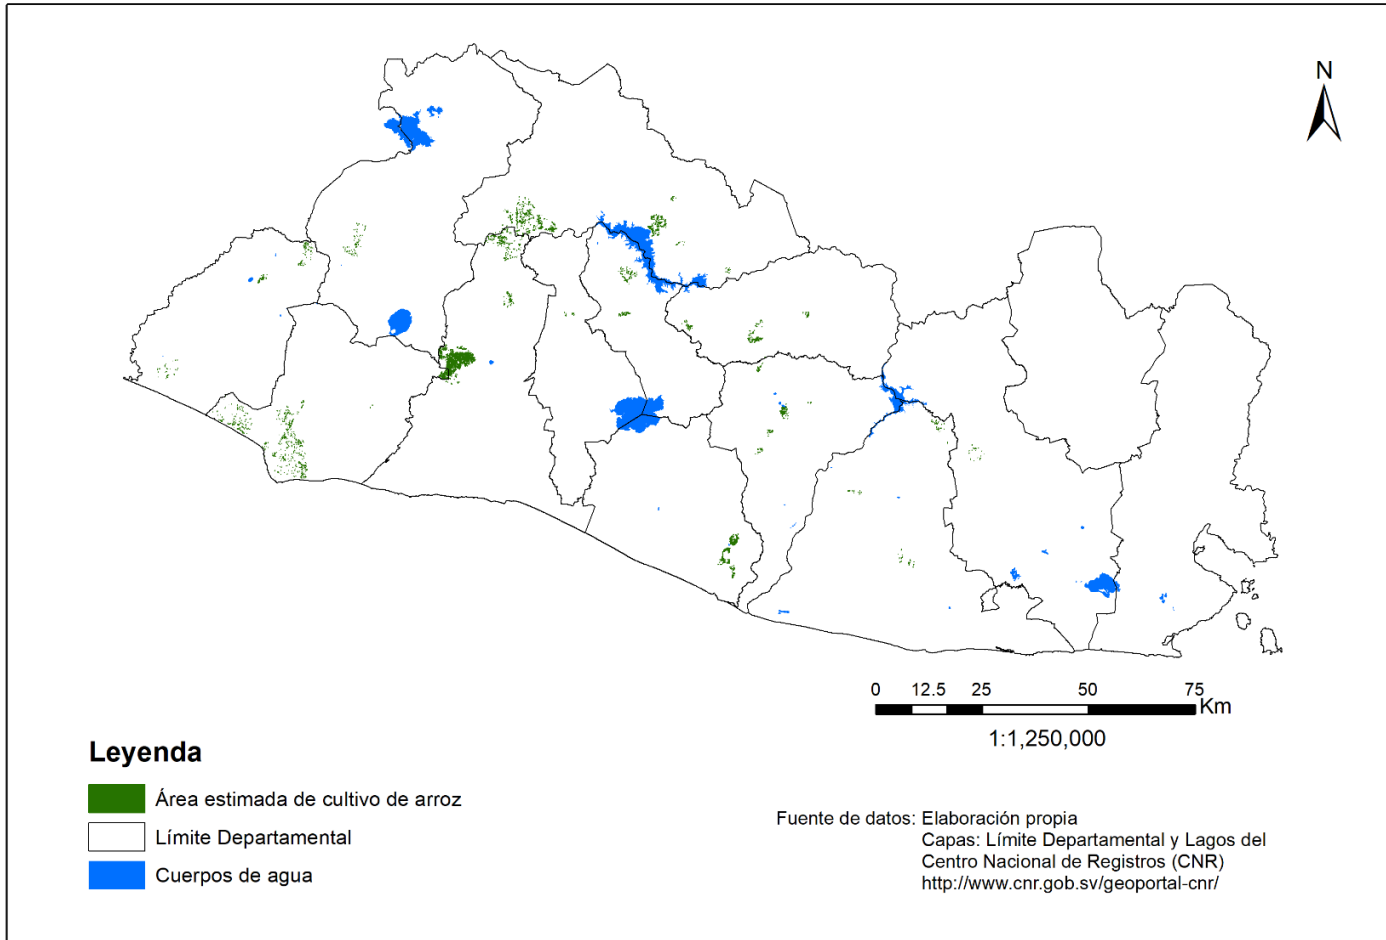 N
0 12.5 25 50 75
Km
1:1,250,000
Leyenda
Área estimada de cultivo de arroz
Límite Departamental
Cuerpos de agua
Fuente de datos: Elaboración propia
Capas: Límite Departamental y Lagos del
Centro Nacional de Registros (CNR)
http://www.cnr.gob.sv/geoportal-cnr/